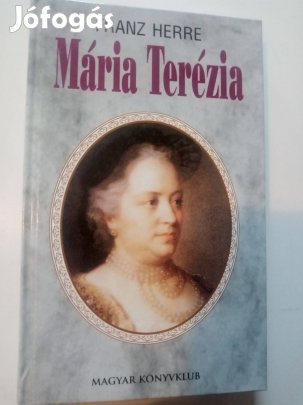 Jófogás
FRANZ HERRE
Mária Terézia
MAGYAR KÖNYVKLUB